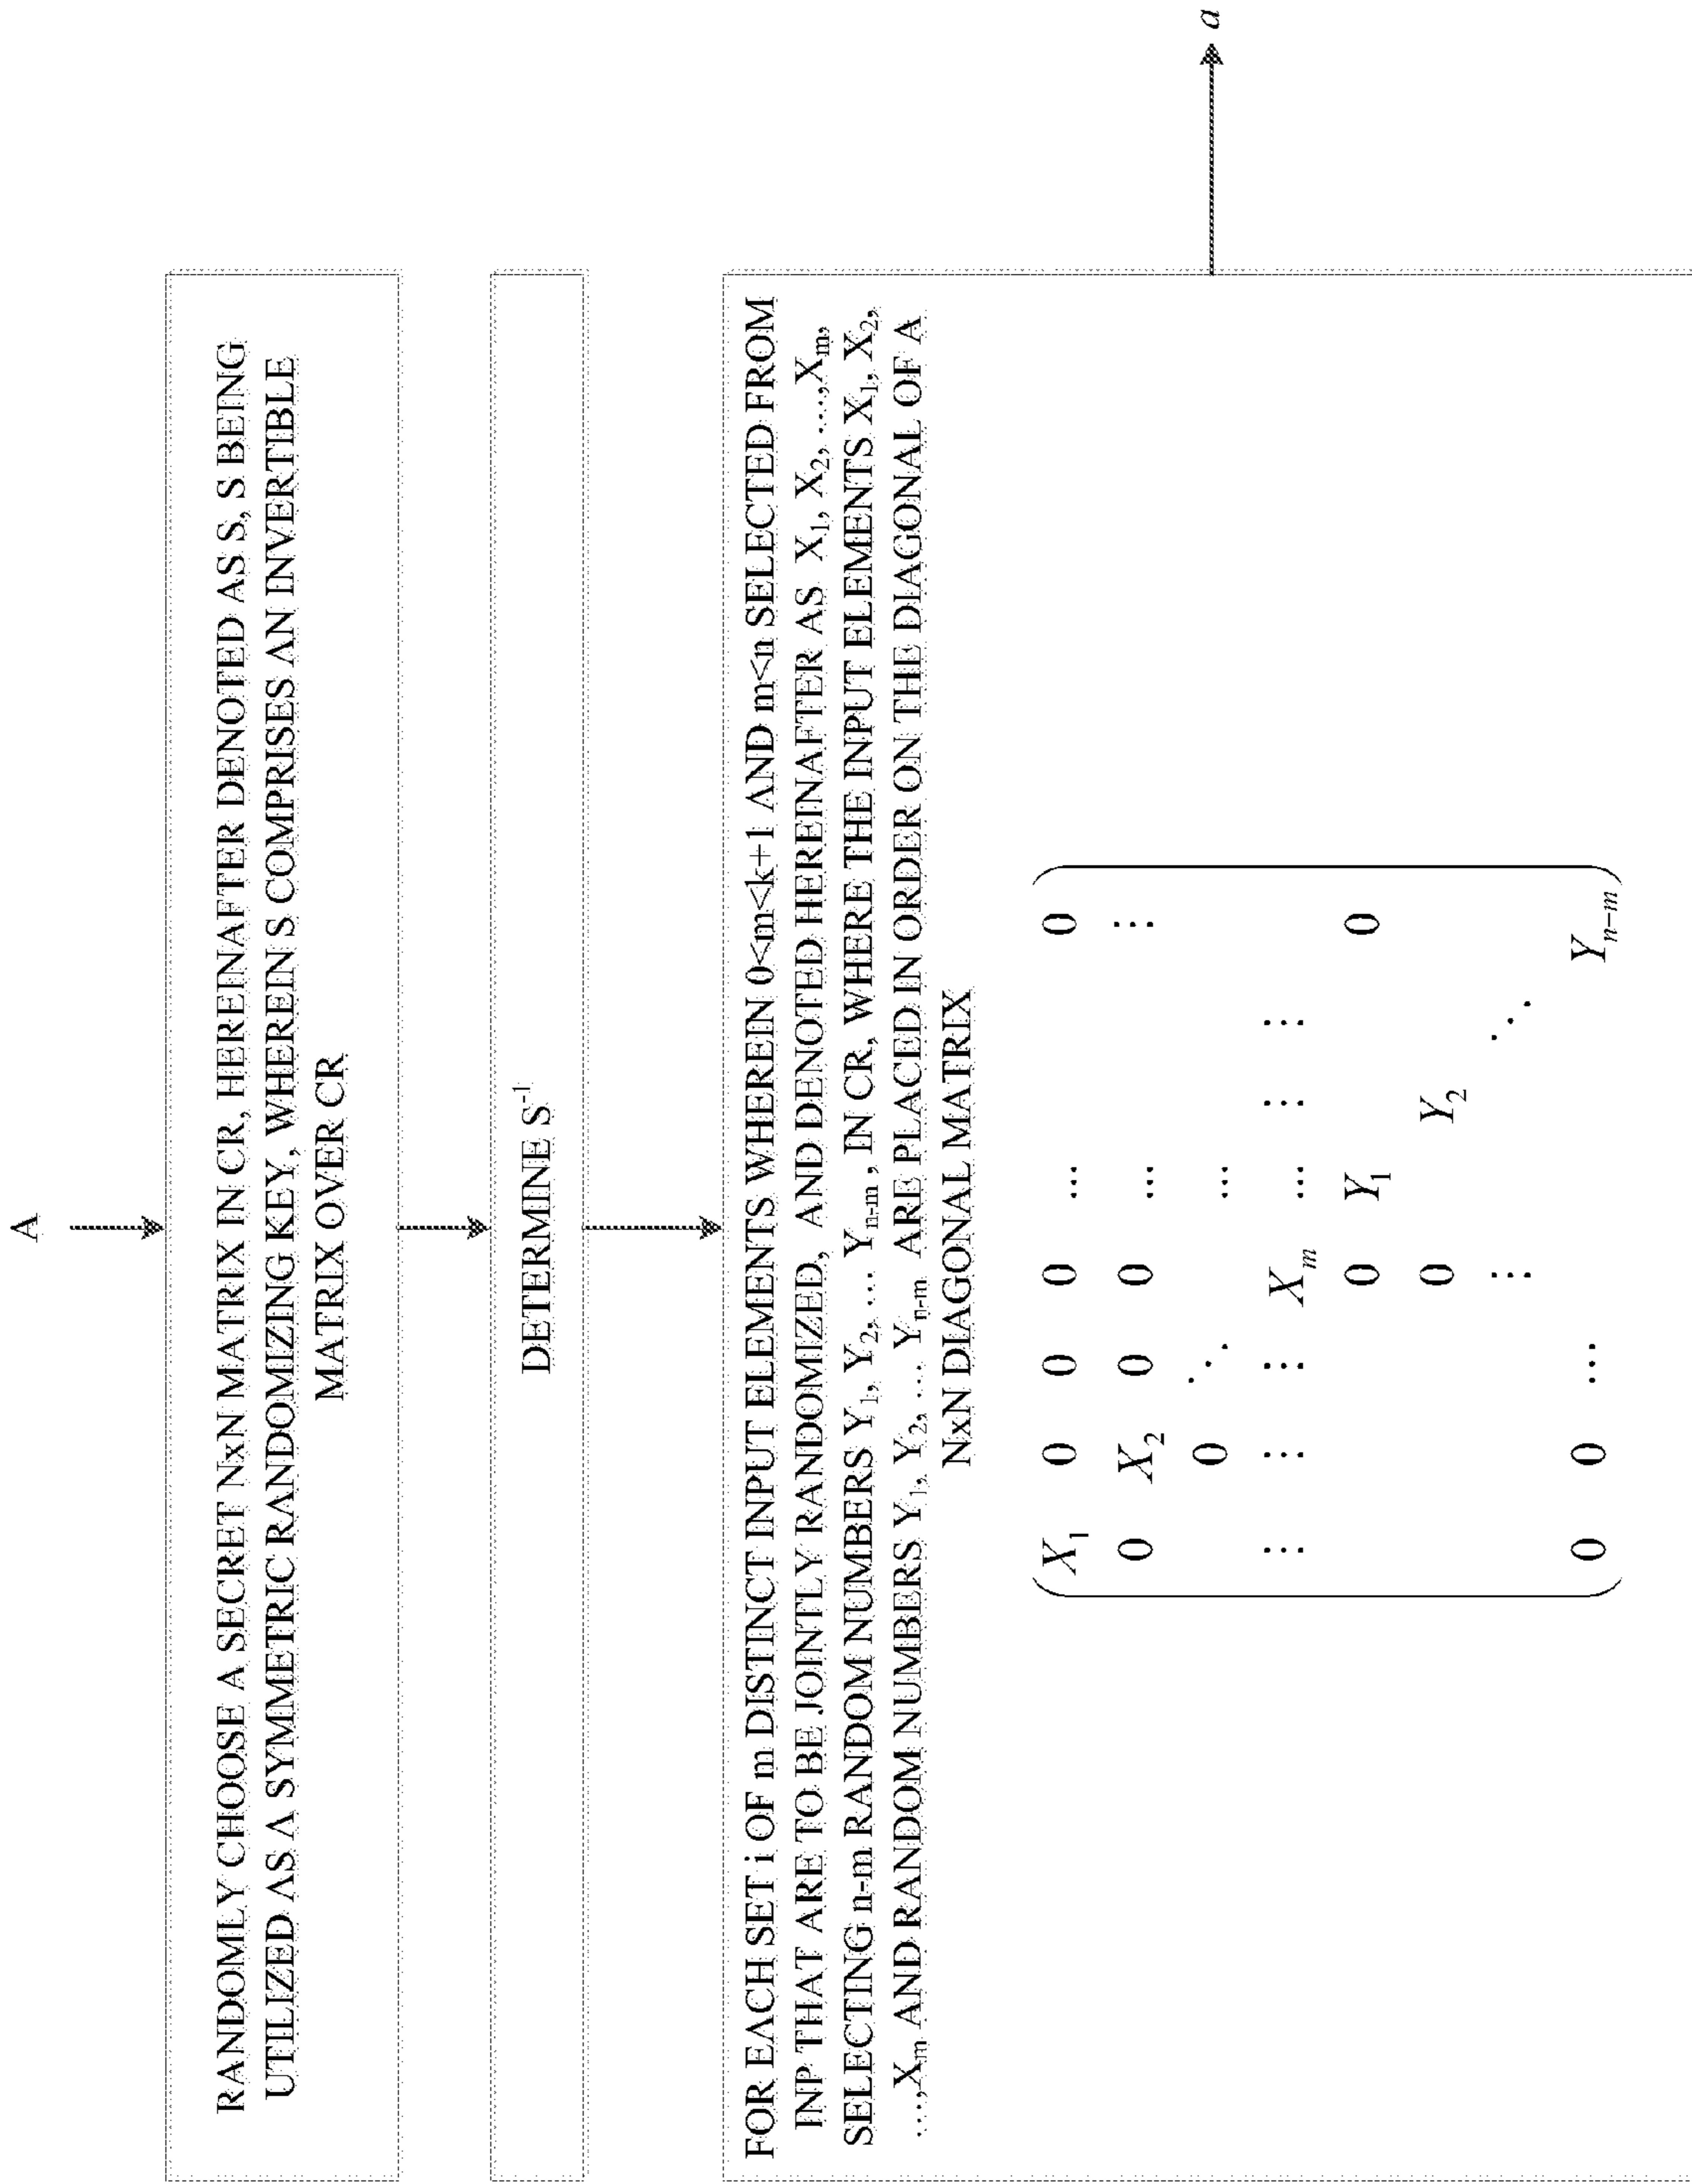 A
RANDOMLY CHOOSE A SECRET NxN MATRIX IN CR, HEREINAFTER DENOTED AS S, S BEING
UTILIZED AS A SYMMETRIC RANDOMIZING KEY, WHEREIN S COMPRISES AN INVERTIBLE
MATRIX OVER CR
DETERMINE S⁻¹
FOR EACH SET i OF m DISTINCT INPUT ELEMENTS WHEREIN 0<m<k+1 AND m<n SELECTED FROM
INP THAT ARE TO BE JOINTLY RANDOMIZED, AND DENOTED HEREINAFTER AS X₁, X₂, ....,Xₘ,
SELECTING n-m RANDOM NUMBERS Y₁, Y₂,... Yₙ₋ₘ, IN CR, WHERE THE INPUT ELEMENTS X₁, X₂,
....,Xₘ AND RANDOM NUMBERS Y₁, Y₂,... Yₙ₋ₘ ARE PLACED IN ORDER ON THE DIAGONAL OF A
NxN DIAGONAL MATRIX
X₁ 0 0 0 ... 0
0 X₂ 0 0 ... ⋮
0 ⋱ ...
⋮ ⋮ ⋮ Xₘ ... ⋮ ⋮
0 Y₁ 0
0 Y₂
⋮ ⋱
0 0 ... Yₙ₋ₘ
a